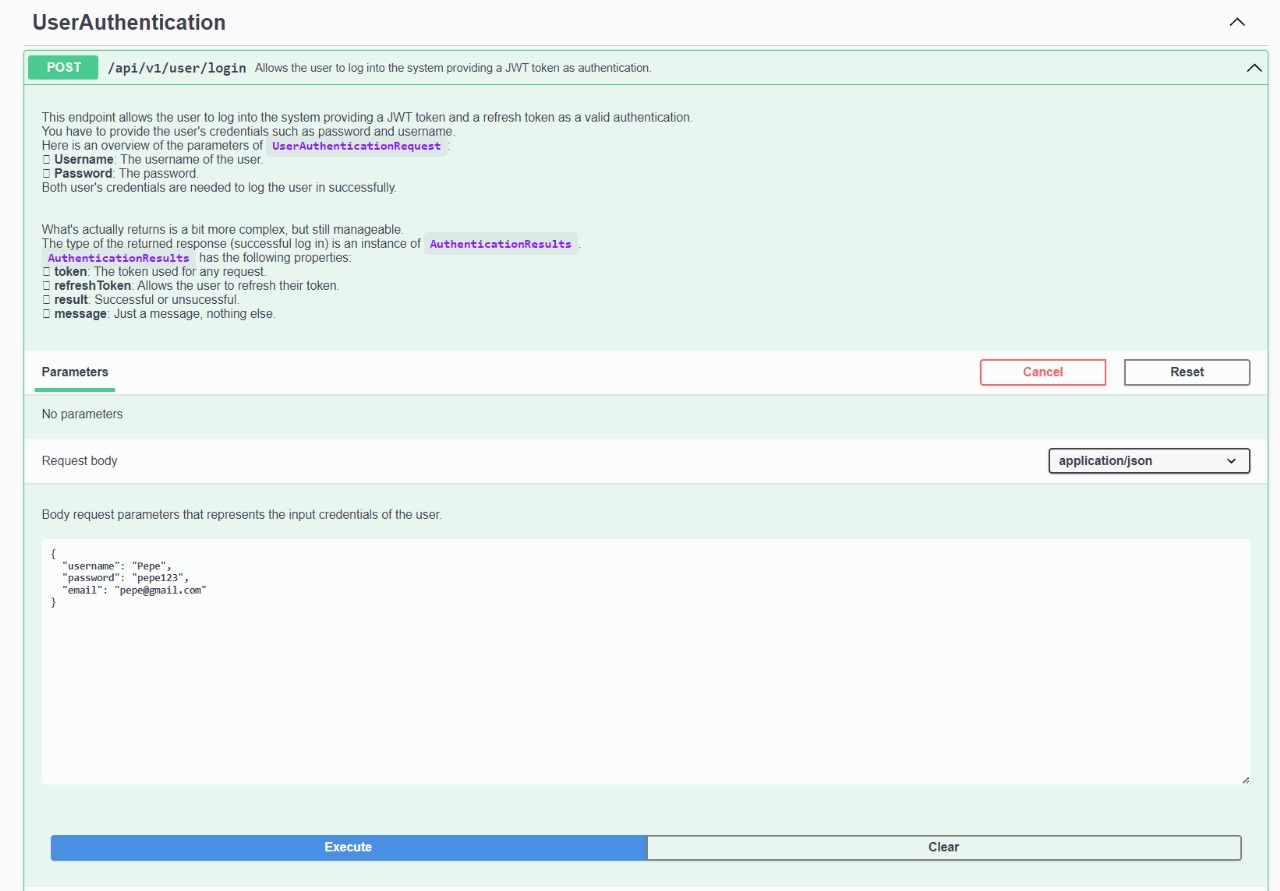 UserAuthentication
POST /api/v1/user/login Allows the user to log into the system providing a JWT token as authentication.
This endpoint allows the user to log into the system providing a JWT token and a refresh token as a valid authentication.
You have to provide the user's credentials such as password and username.
Here is an overview of the parameters of UserAuthenticationRequest :
Username: The username of the user.
Password: The password.
Both user's credentials are needed to log the user in successfully.
What's actually returns is a bit more complex, but still manageable.
The type of the returned response (successful log in) is an instance of AuthenticationResults .
AuthenticationResults has the following properties:
token: The token used for any request.
refreshToken: Allows the user to refresh their token.
result: Successful or unsucessful.
message: Just a message, nothing else.
Parameters Cancel Reset
No parameters
Request body application/json
Body request parameters that represents the input credentials of the user.
{
"username": "Pepe",
"password": "pepe123",
"email": "pepe@gmail.com"
}
Execute Clear